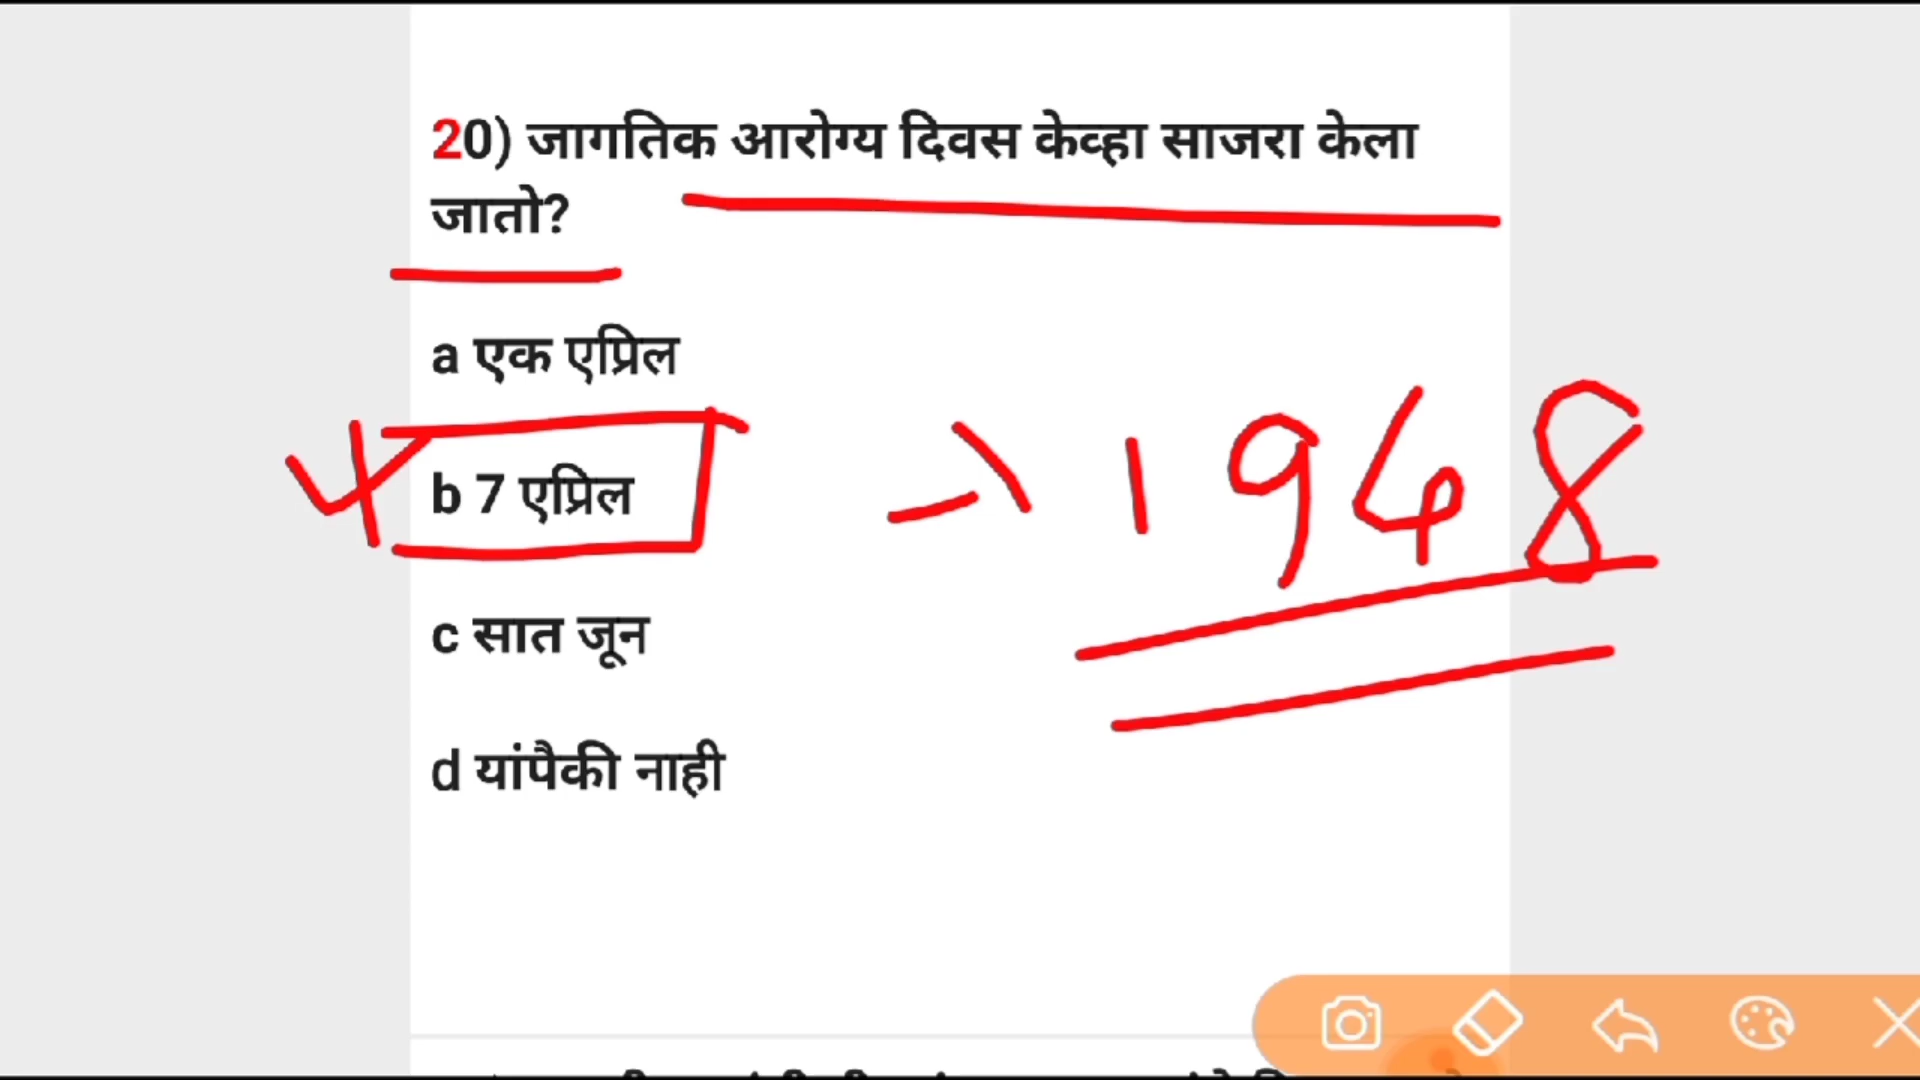 20) जागतिक आरोग्य दिवस केव्हा साजरा केला
जातो?
a एक एप्रिल
b 7 एप्रिल → 1948
c सात जून
d यांपैकी नाही